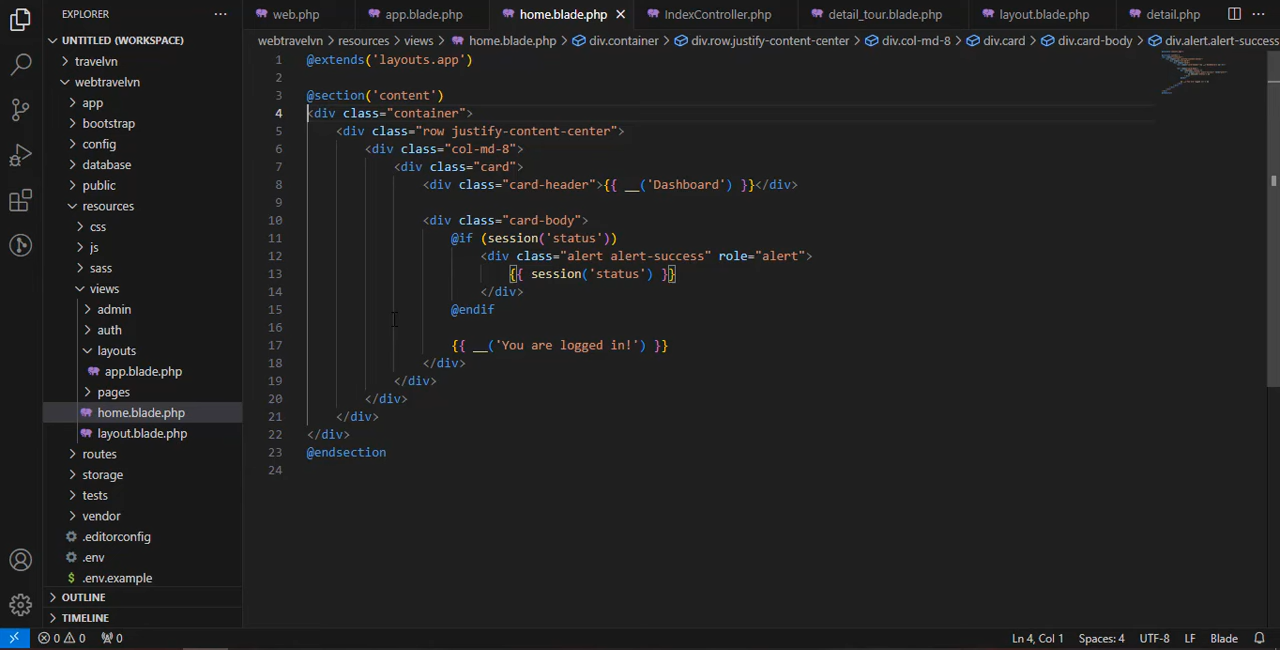 EXPLORER
···
web.php
app.blade.php
home.blade.php
IndexController.php
detail_tour.blade.php
layout.blade.php
detail.php
···
UNTITLED (WORKSPACE)
travelvn
webtravelvn
app
bootstrap
config
database
public
resources
css
js
sass
views
admin
auth
layouts
app.blade.php
pages
home.blade.php
layout.blade.php
routes
storage
tests
vendor
.editorconfig
.env
$ .env.example
OUTLINE
TIMELINE
webtravelvn > resources > views > home.blade.php > div.container > div.row.justify-content-center > div.col-md-8 > div.card > div.card-body > div.alert.alert-success
1 @extends('layouts.app')
2
3 @section('content')
4 <div class="container">
5 <div class="row justify-content-center">
6 <div class="col-md-8">
7 <div class="card">
8 <div class="card-header">{{ __('Dashboard') }}</div>
9
10 <div class="card-body">
11 @if (session('status'))
12 <div class="alert alert-success" role="alert">
13 {{ session('status') }}
14 </div>
15 @endif
16
17 {{ __('You are logged in!') }}
18 </div>
19 </div>
20 </div>
21 </div>
22 </div>
23 @endsection
24
0 0 0
Ln 4, Col 1
Spaces: 4
UTF-8
LF
Blade